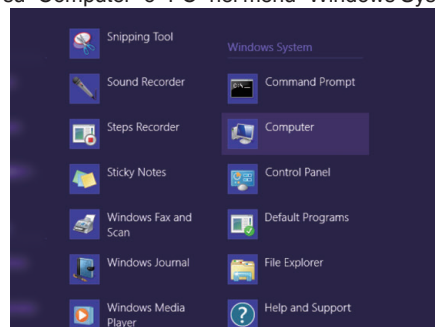 Snipping Tool
Sound Recorder
Steps Recorder
Sticky Notes
Windows Fax and
Scan
Windows Journal
Windows Media
Player
Windows System
Command Prompt
Computer
Control Panel
Default Programs
File Explorer
Help and Support